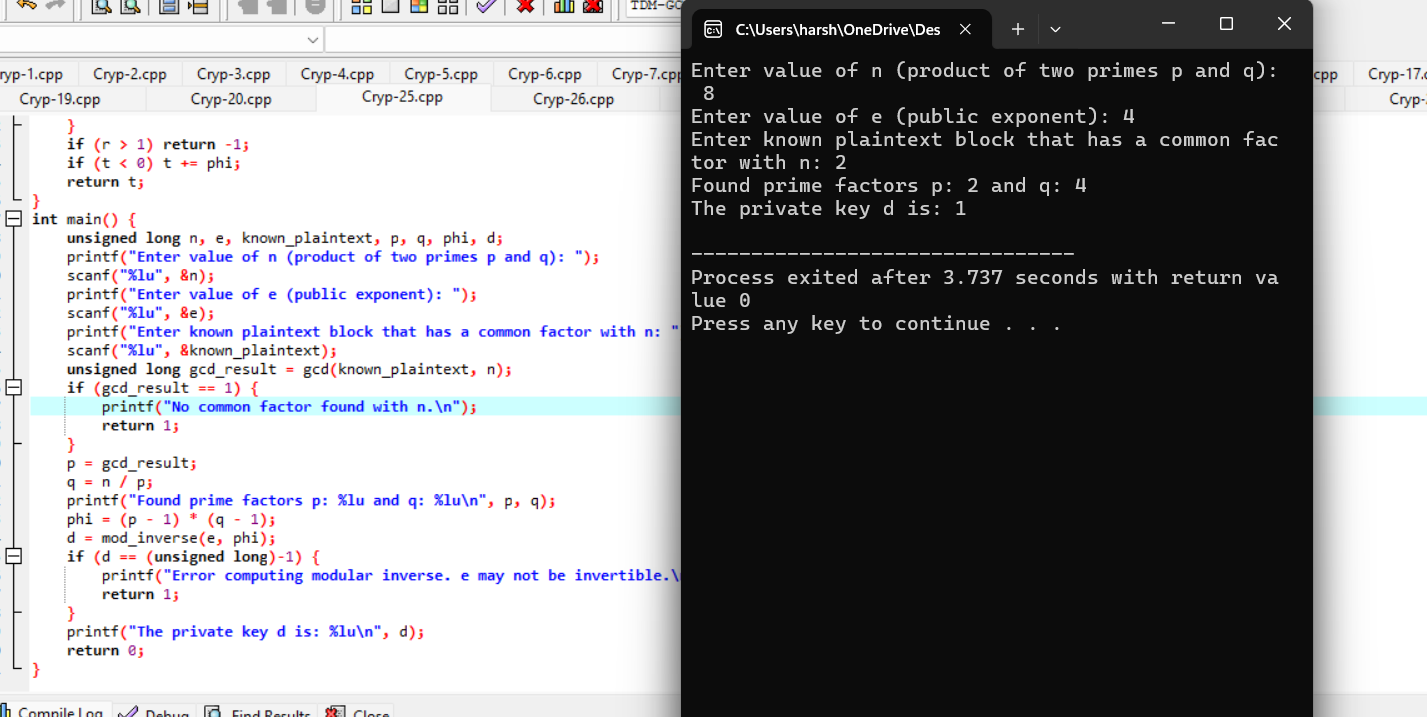 TDM-GC
ryp-1.cpp Cryp-2.cpp Cryp-3.cpp Cryp-4.cpp Cryp-5.cpp Cryp-6.cpp Cryp-7.cpp
Cryp-19.cpp Cryp-20.cpp Cryp-25.cpp Cryp-26.cpp
}
if (r > 1) return -1;
if (t < 0) t += phi;
return t;
}
int main() {
unsigned long n, e, known_plaintext, p, q, phi, d;
printf("Enter value of n (product of two primes p and q): ");
scanf("%lu", &n);
printf("Enter value of e (public exponent): ");
scanf("%lu", &e);
printf("Enter known plaintext block that has a common factor with n: "
scanf("%lu", &known_plaintext);
unsigned long gcd_result = gcd(known_plaintext, n);
if (gcd_result == 1) {
printf("No common factor found with n.\n");
return 1;
}
p = gcd_result;
q = n / p;
printf("Found prime factors p: %lu and q: %lu\n", p, q);
phi = (p - 1) * (q - 1);
d = mod_inverse(e, phi);
if (d == (unsigned long)-1) {
printf("Error computing modular inverse. e may not be invertible.\
return 1;
}
printf("The private key d is: %lu\n", d);
return 0;
}
Compile Log Debug Find Results Close
C:\Users\harsh\OneDrive\Des
Enter value of n (product of two primes p and q):
8
Enter value of e (public exponent): 4
Enter known plaintext block that has a common fac
tor with n: 2
Found prime factors p: 2 and q: 4
The private key d is: 1
--------------------------------
Process exited after 3.737 seconds with return va
lue 0
Press any key to continue . . .
cpp Cryp-17.c
Cryp-